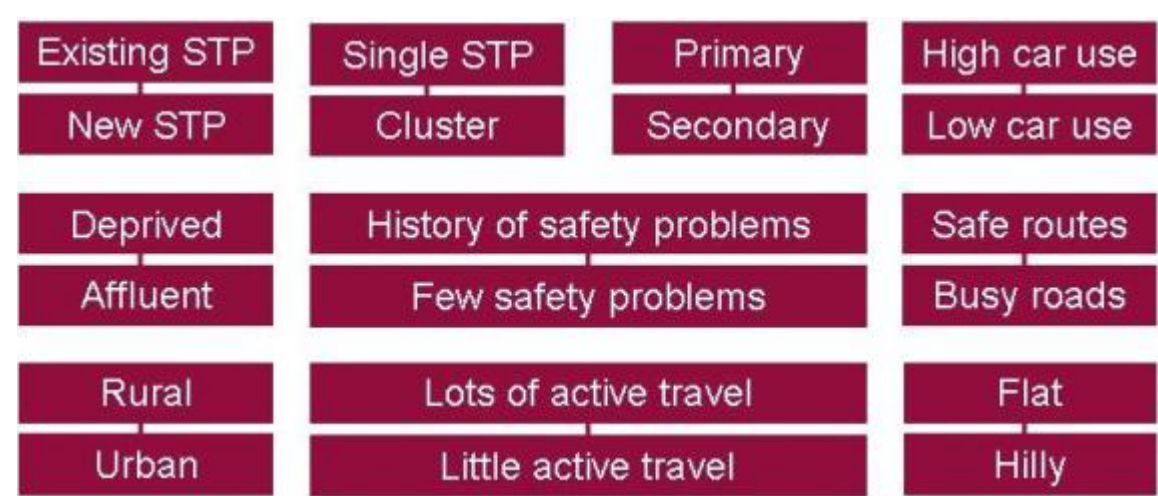 Existing STP
New STP
Single STP
Cluster
Primary
Secondary
High car use
Low car use
Deprived
Affluent
History of safety problems
Few safety problems
Safe routes
Busy roads
Rural
Urban
Lots of active travel
Little active travel
Flat
Hilly